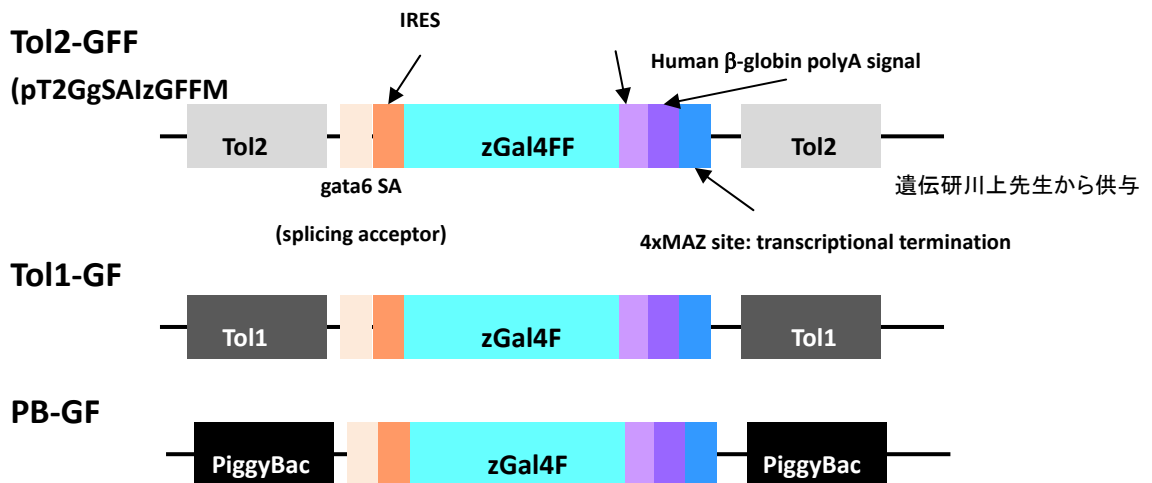 IRES
Tol2-GFF
(pT2GgSAIzGFFM
Human β-globin polyA signal
Tol2
zGal4FF
Tol2
gata6 SA
遺伝研川上先生から供与
(splicing acceptor)
4xMAZ site: transcriptional termination
Tol1-GF
Tol1
zGal4F
Tol1
PB-GF
PiggyBac
zGal4F
PiggyBac